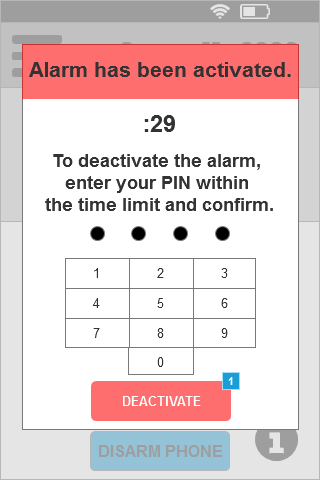 Alarm has been activated.
:29
To deactivate the alarm,
enter your PIN within
the time limit and confirm.
1 2 3
4 5 6
7 8 9
0
1
DEACTIVATE
DISARM PHONE